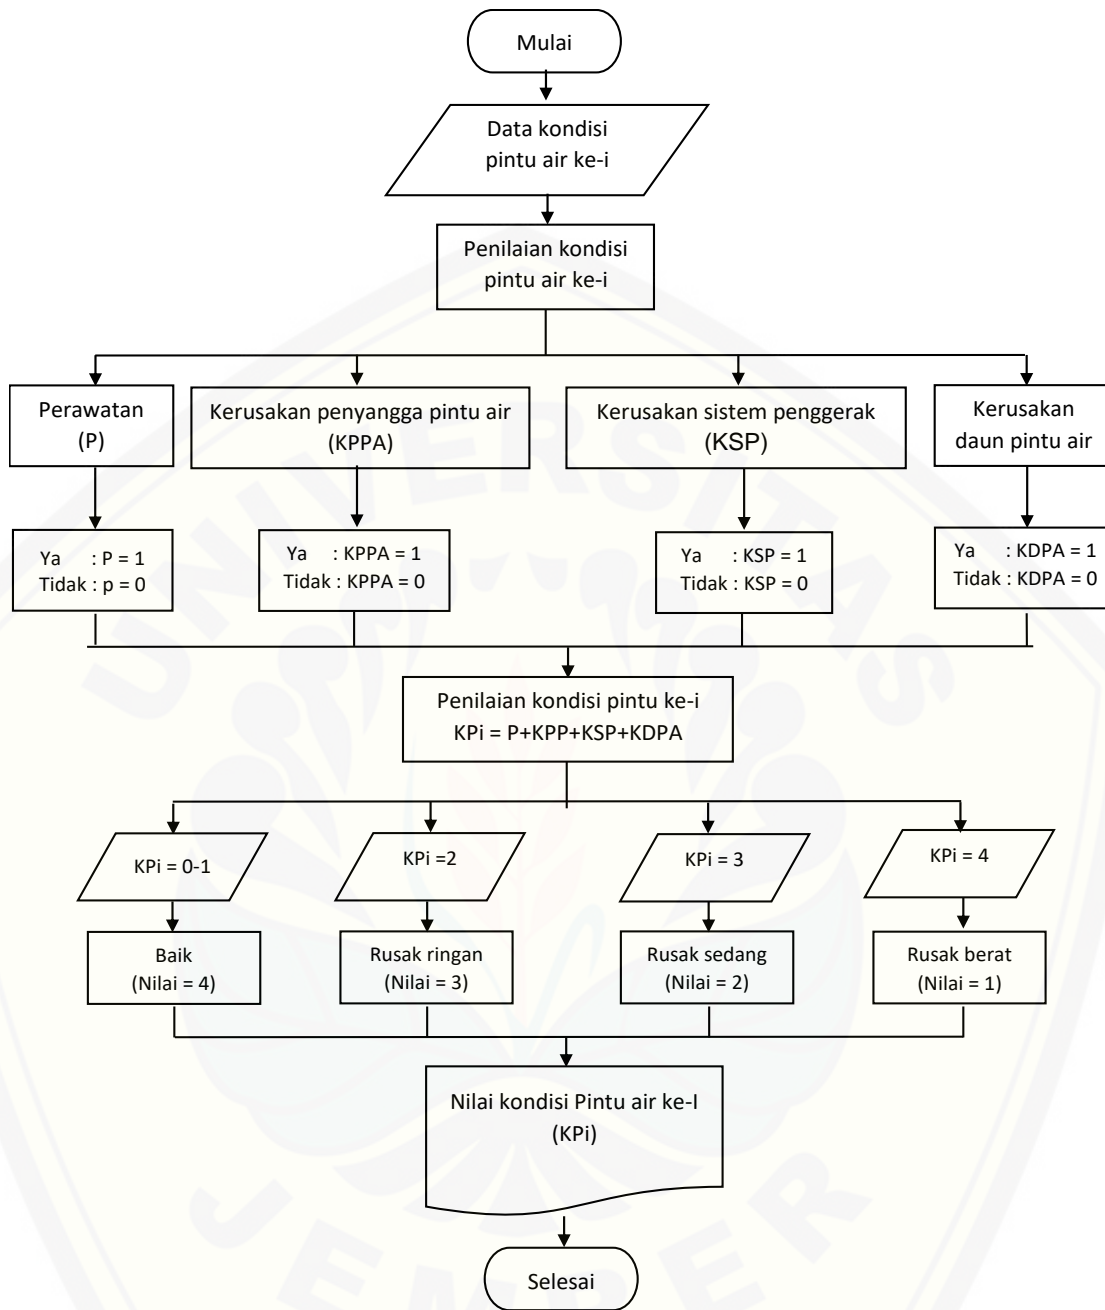 Mulai
Data kondisi
pintu air ke-i
Penilaian kondisi
pintu air ke-i
Perawatan
(P)
Kerusakan penyangga pintu air
(KPPA)
Kerusakan sistem penggerak
(KSP)
Kerusakan
daun pintu air
Ya : P = 1
Tidak : p = 0
Ya : KPPA = 1
Tidak : KPPA = 0
Ya : KSP = 1
Tidak : KSP = 0
Ya : KDPA = 1
Tidak : KDPA = 0
Penilaian kondisi pintu ke-i
KPi = P+KPP+KSP+KDPA
KPi = 0-1
KPi =2
KPi = 3
KPi = 4
Baik
(Nilai = 4)
Rusak ringan
(Nilai = 3)
Rusak sedang
(Nilai = 2)
Rusak berat
(Nilai = 1)
Nilai kondisi Pintu air ke-I
(KPi)
Selesai
UNIVERSITAS
JEMBER